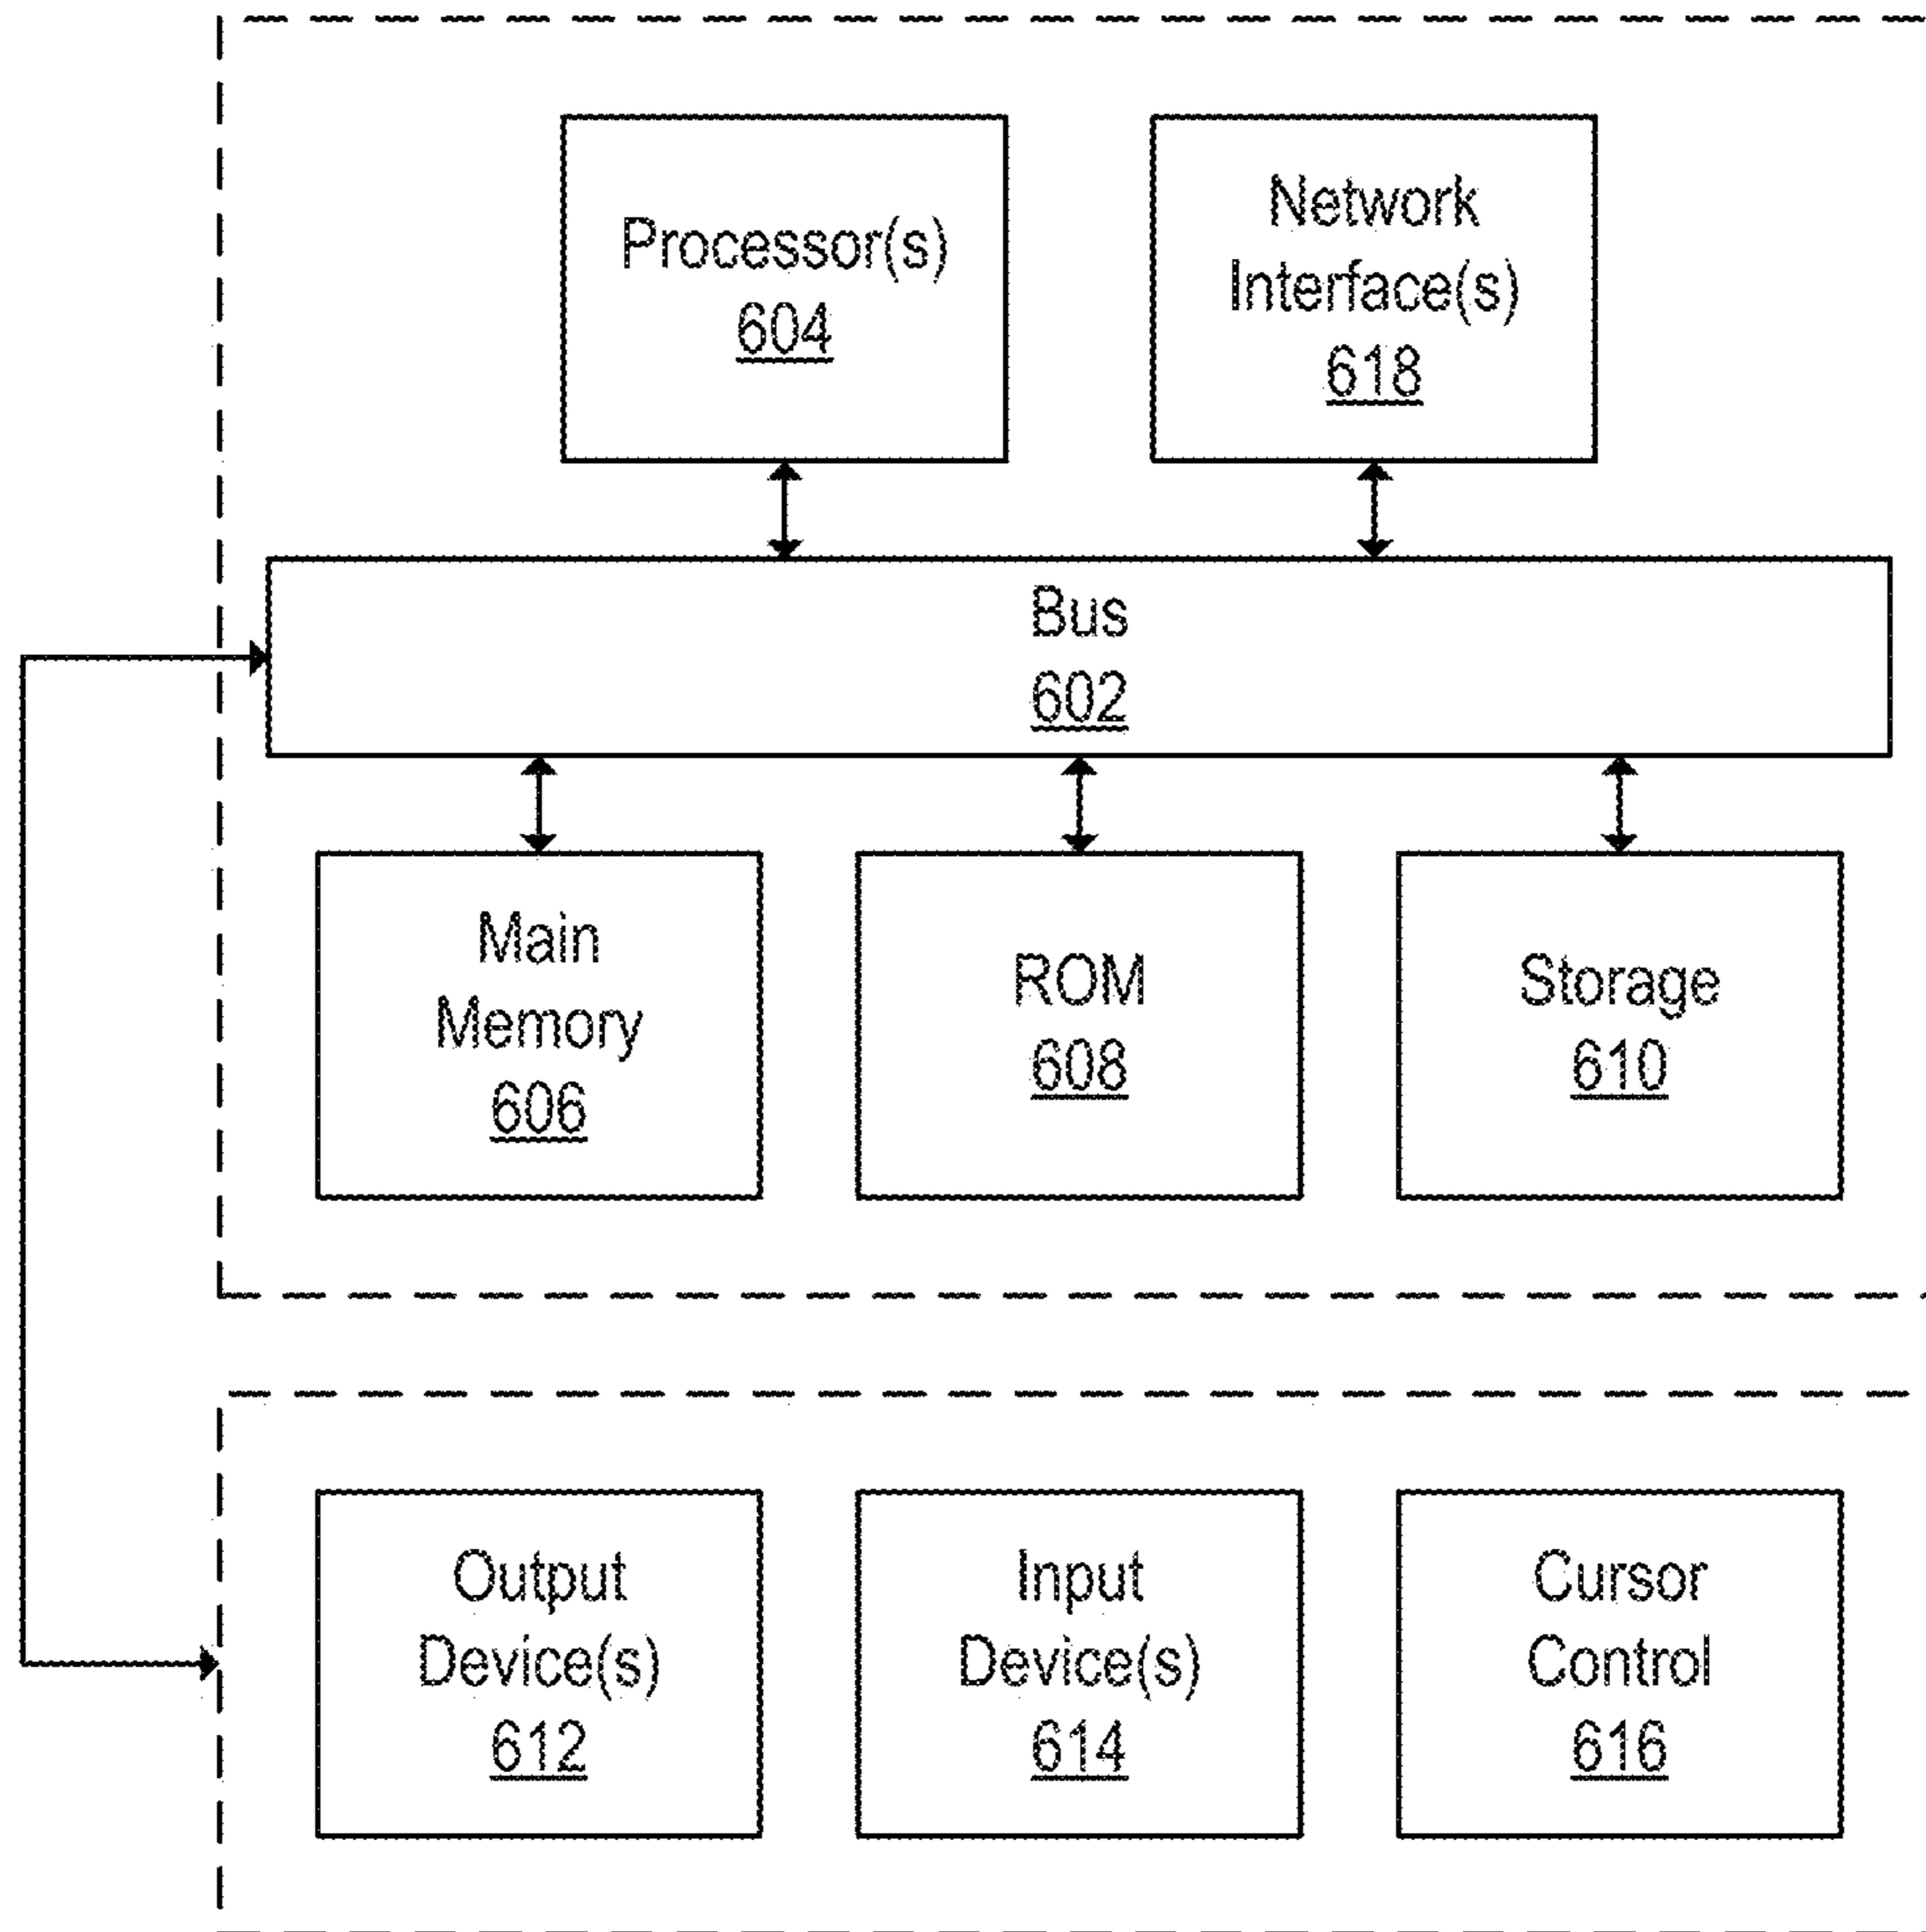 Processor(s)
604
Network
Interface(s)
618
Bus
602
Main
Memory
606
ROM
608
Storage
610
Output
Device(s)
612
Input
Device(s)
614
Cursor
Control
616